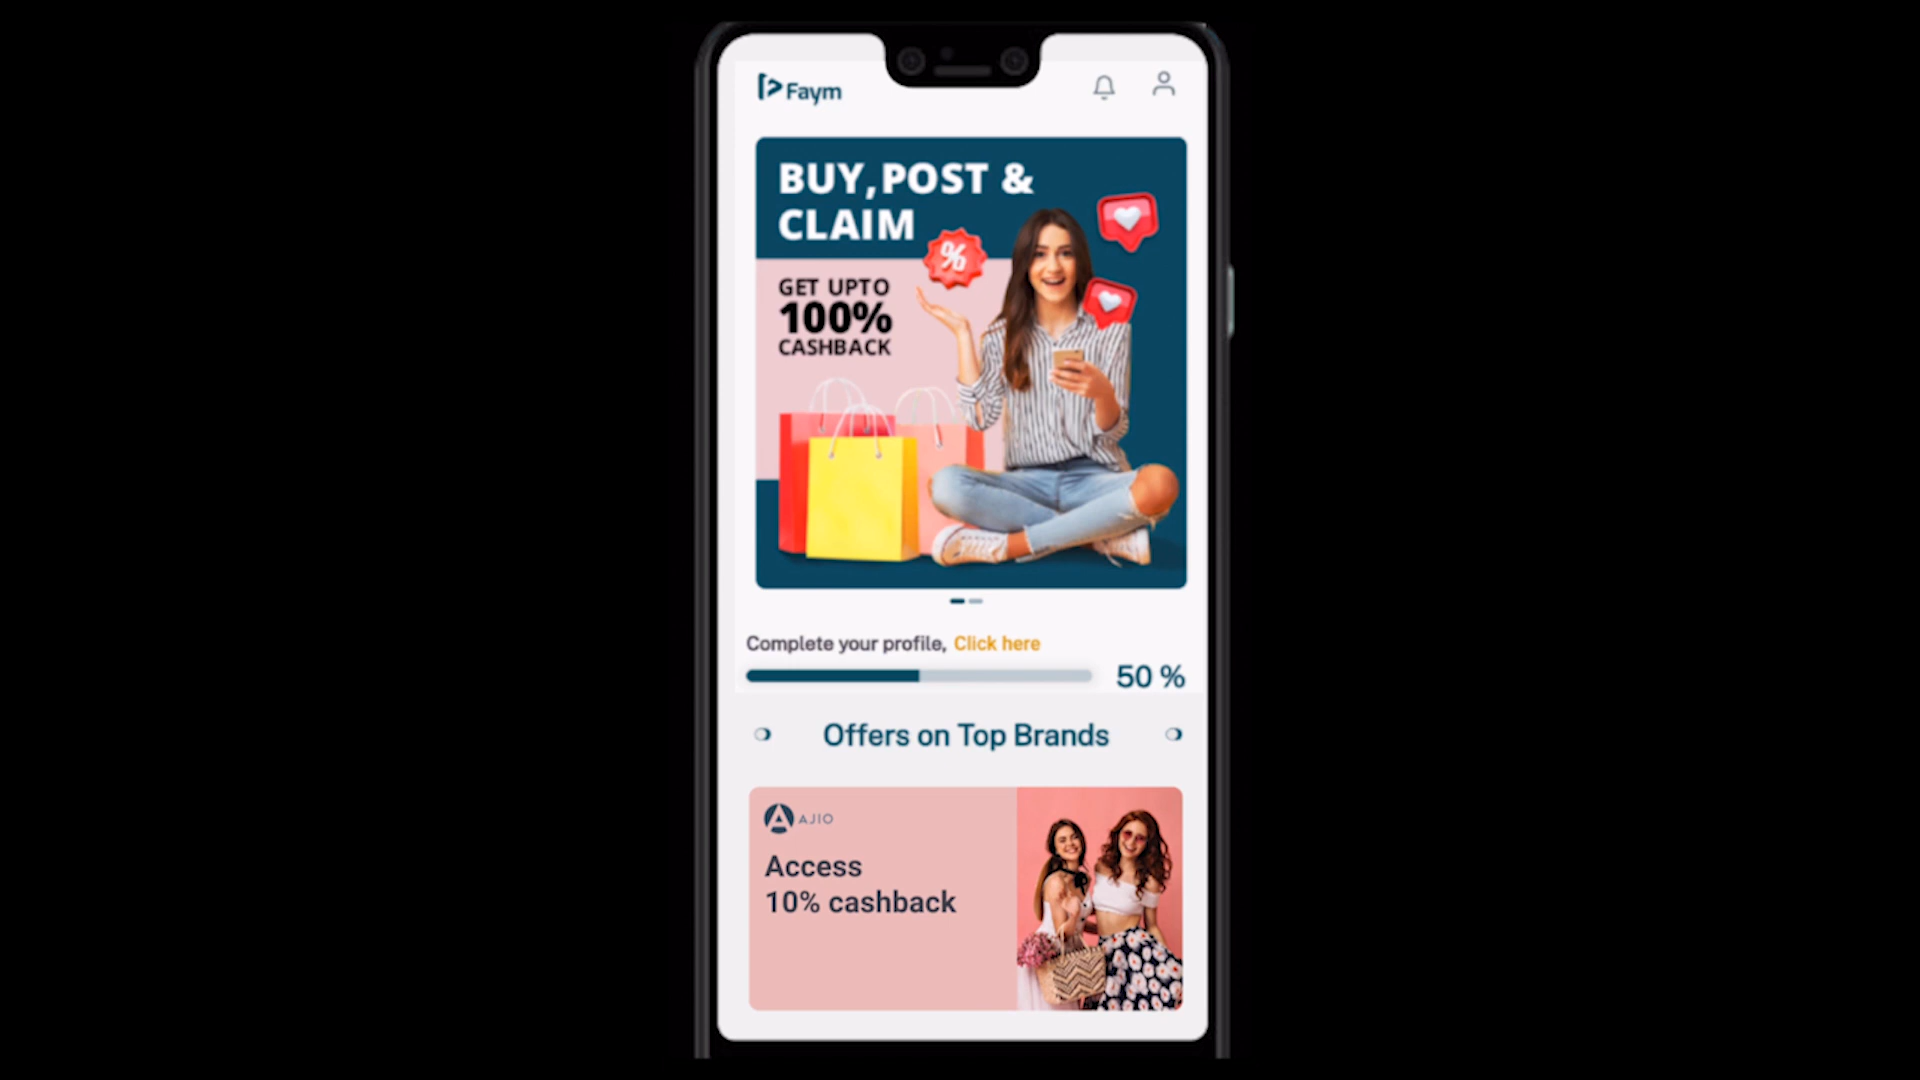 Faym
BUY,POST &
CLAIM
%
GET UPTO
100%
CASHBACK
Complete your profile, Click here
50 %
Offers on Top Brands
AJIO
Access
10% cashback